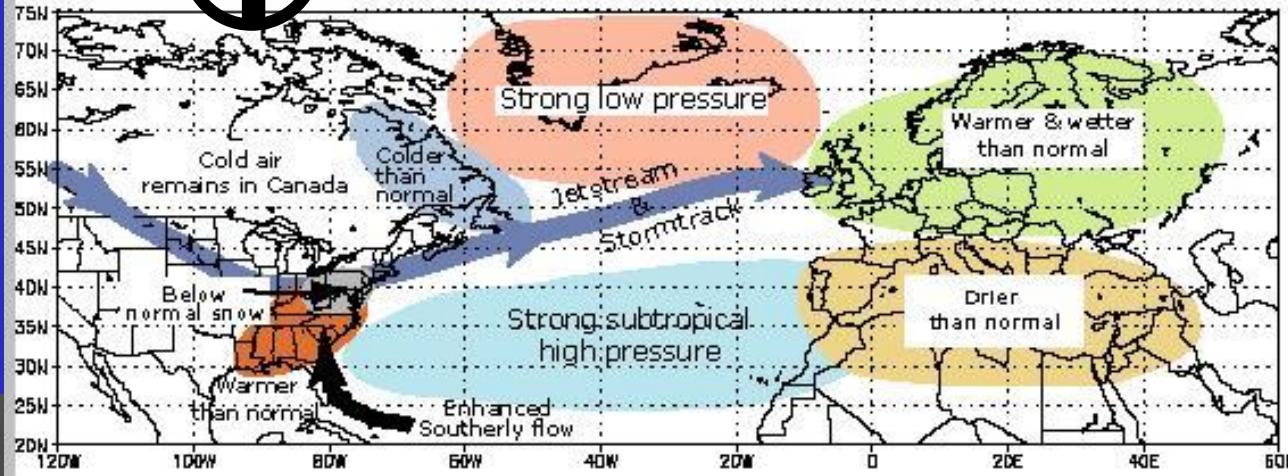 75N
70N
65N
60N
55N
50N
45N
40N
35N
30N
25N
20N
Strong low pressure
Warmer & wetter
than normal
Cold air
remains in Canada
Colder
than
normal
Jetstream
&
Stormtrack
Below
normal snow
Strong subtropical
high pressure
Drier
than normal
Warmer
than normal
Enhanced
Southerly flow
120W 100W 80W 60W 40W 20W 0 20E 40E 60